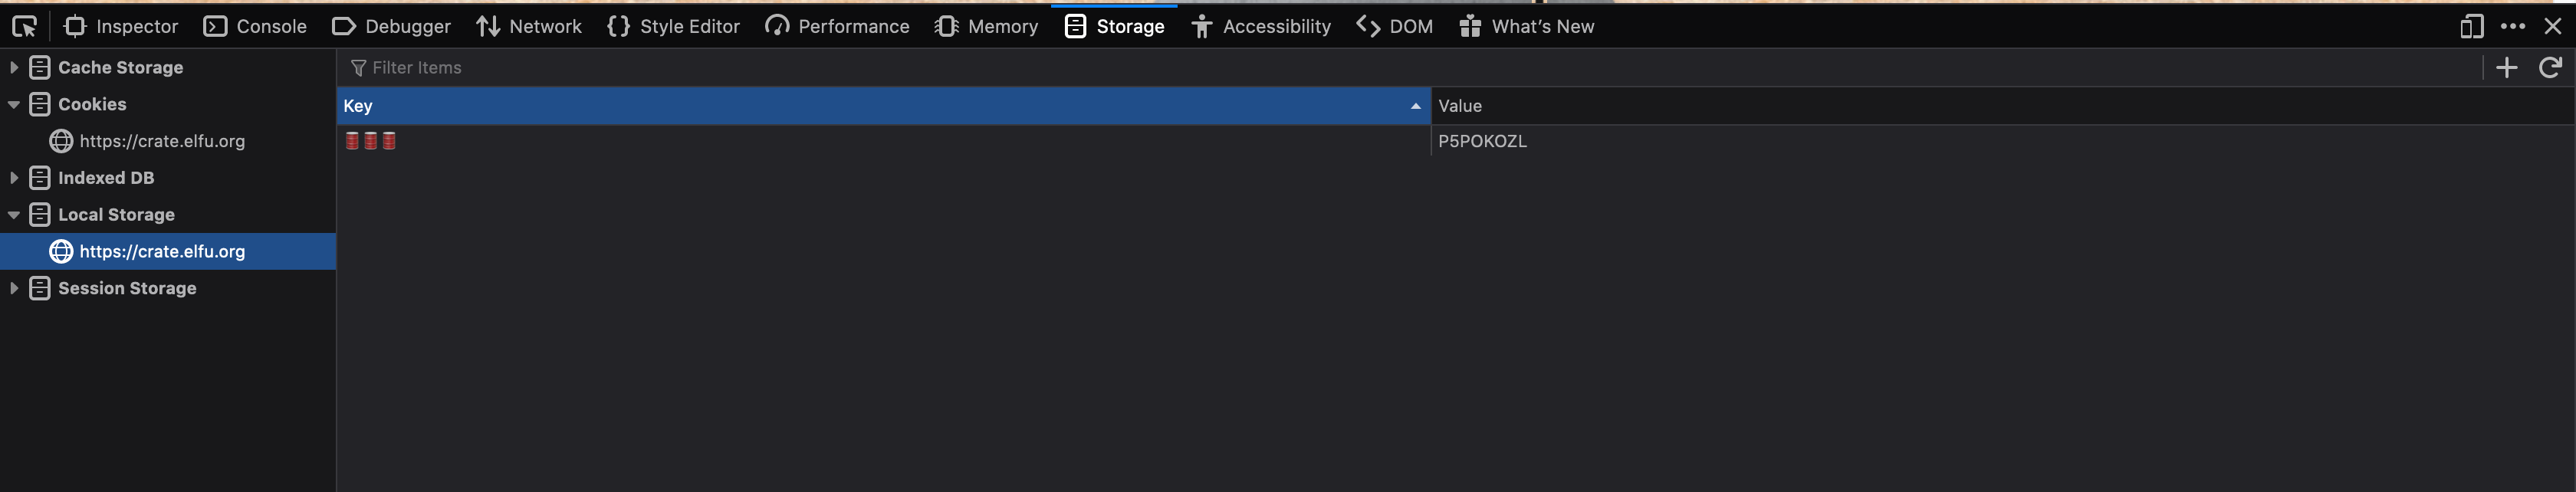 Inspector Console Debugger Network Style Editor Performance Memory Storage Accessibility DOM What’s New
Cache Storage
Filter Items
Cookies
Key Value
https://crate.elfu.org
🛢🛢🛢 P5POKOZL
Indexed DB
Local Storage
https://crate.elfu.org
Session Storage